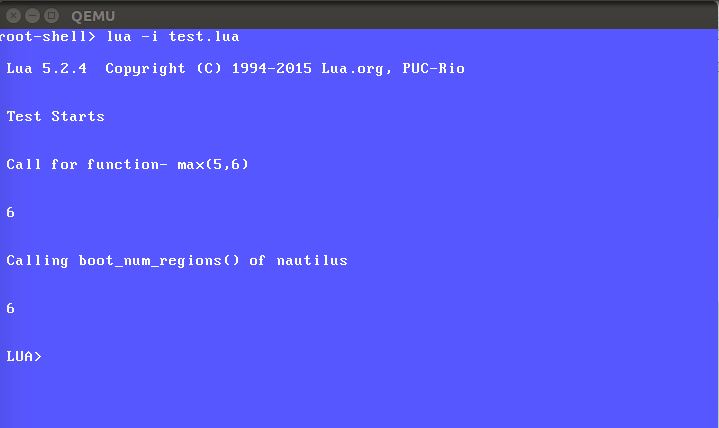 QEMU
root-shell> lua -i test.lua
Lua 5.2.4  Copyright (C) 1994-2015 Lua.org, PUC-Rio
Test Starts
Call for function- max(5,6)
6
Calling boot_num_regions() of nautilus
6
LUA>